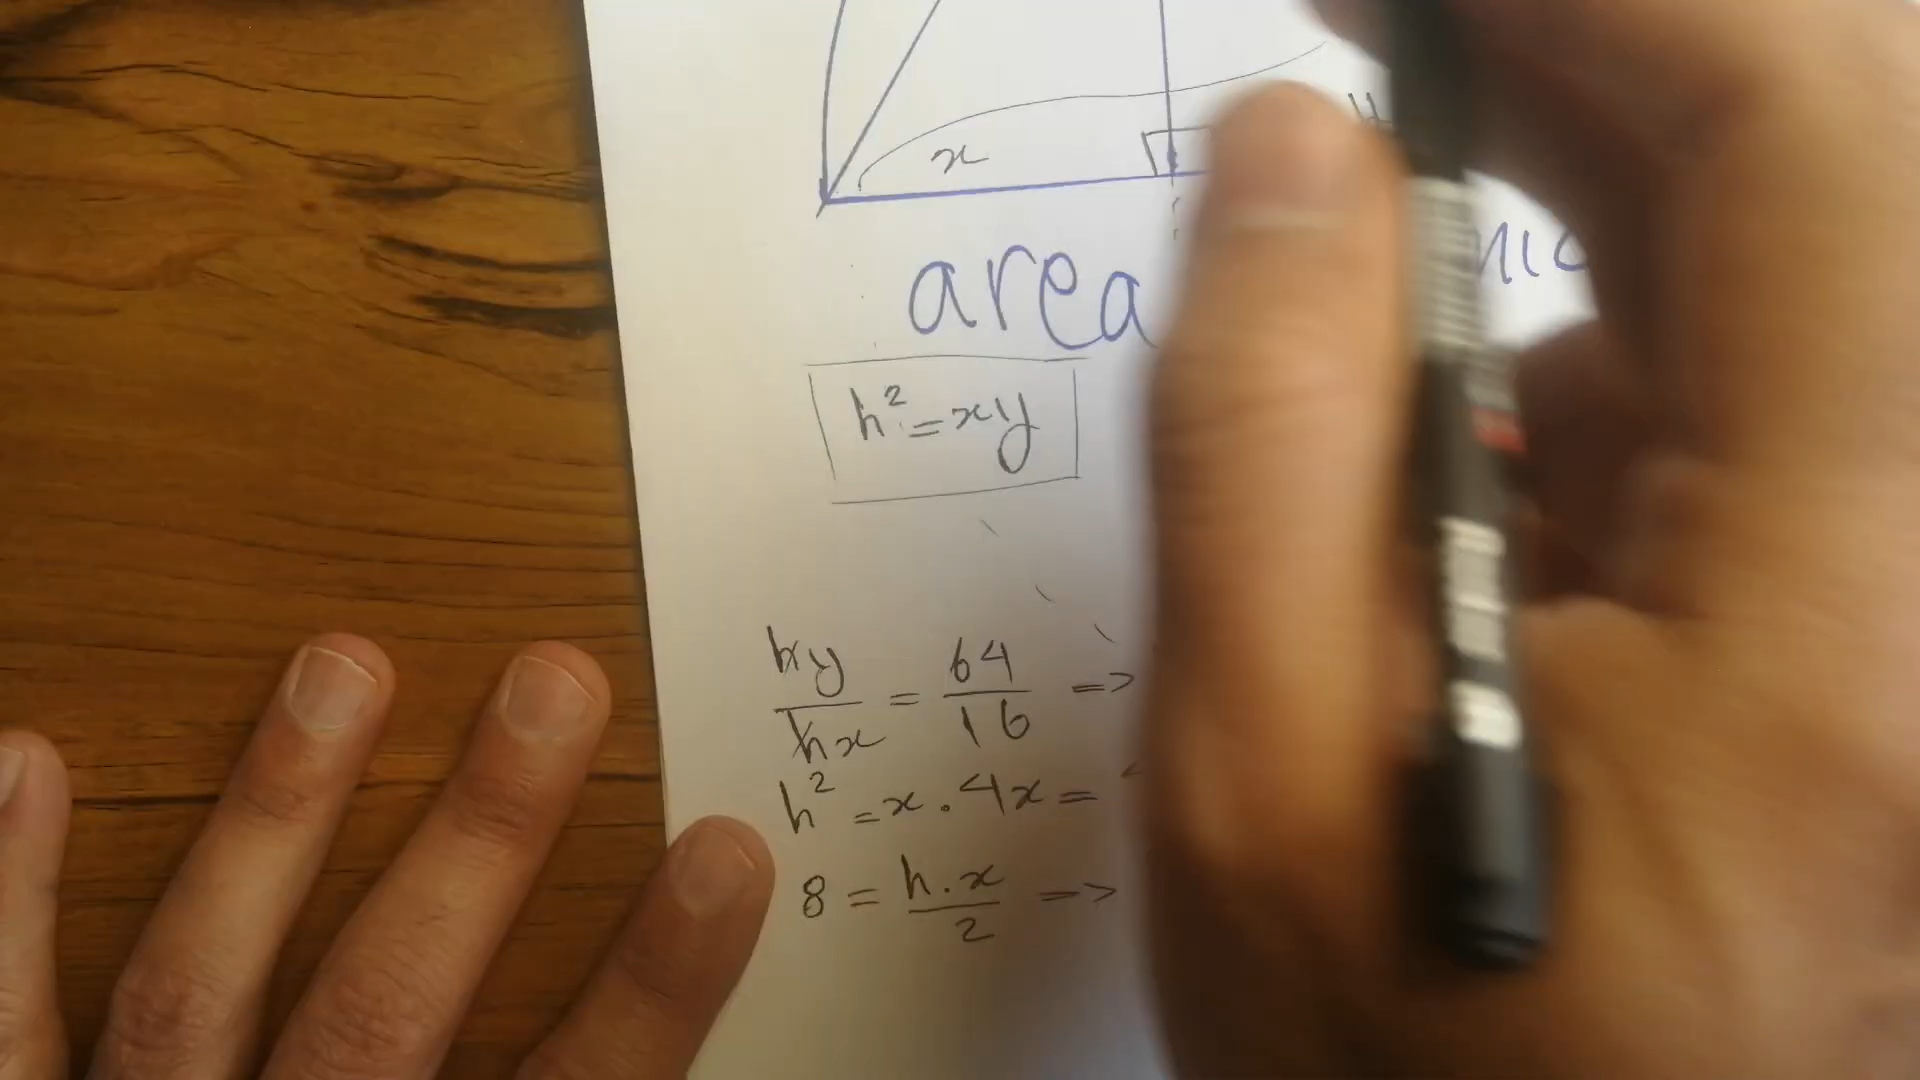 x
area
h² = xy
hy/hx = 64/16 =>
h² = x . 4x =
8 = h . x / 2 =>